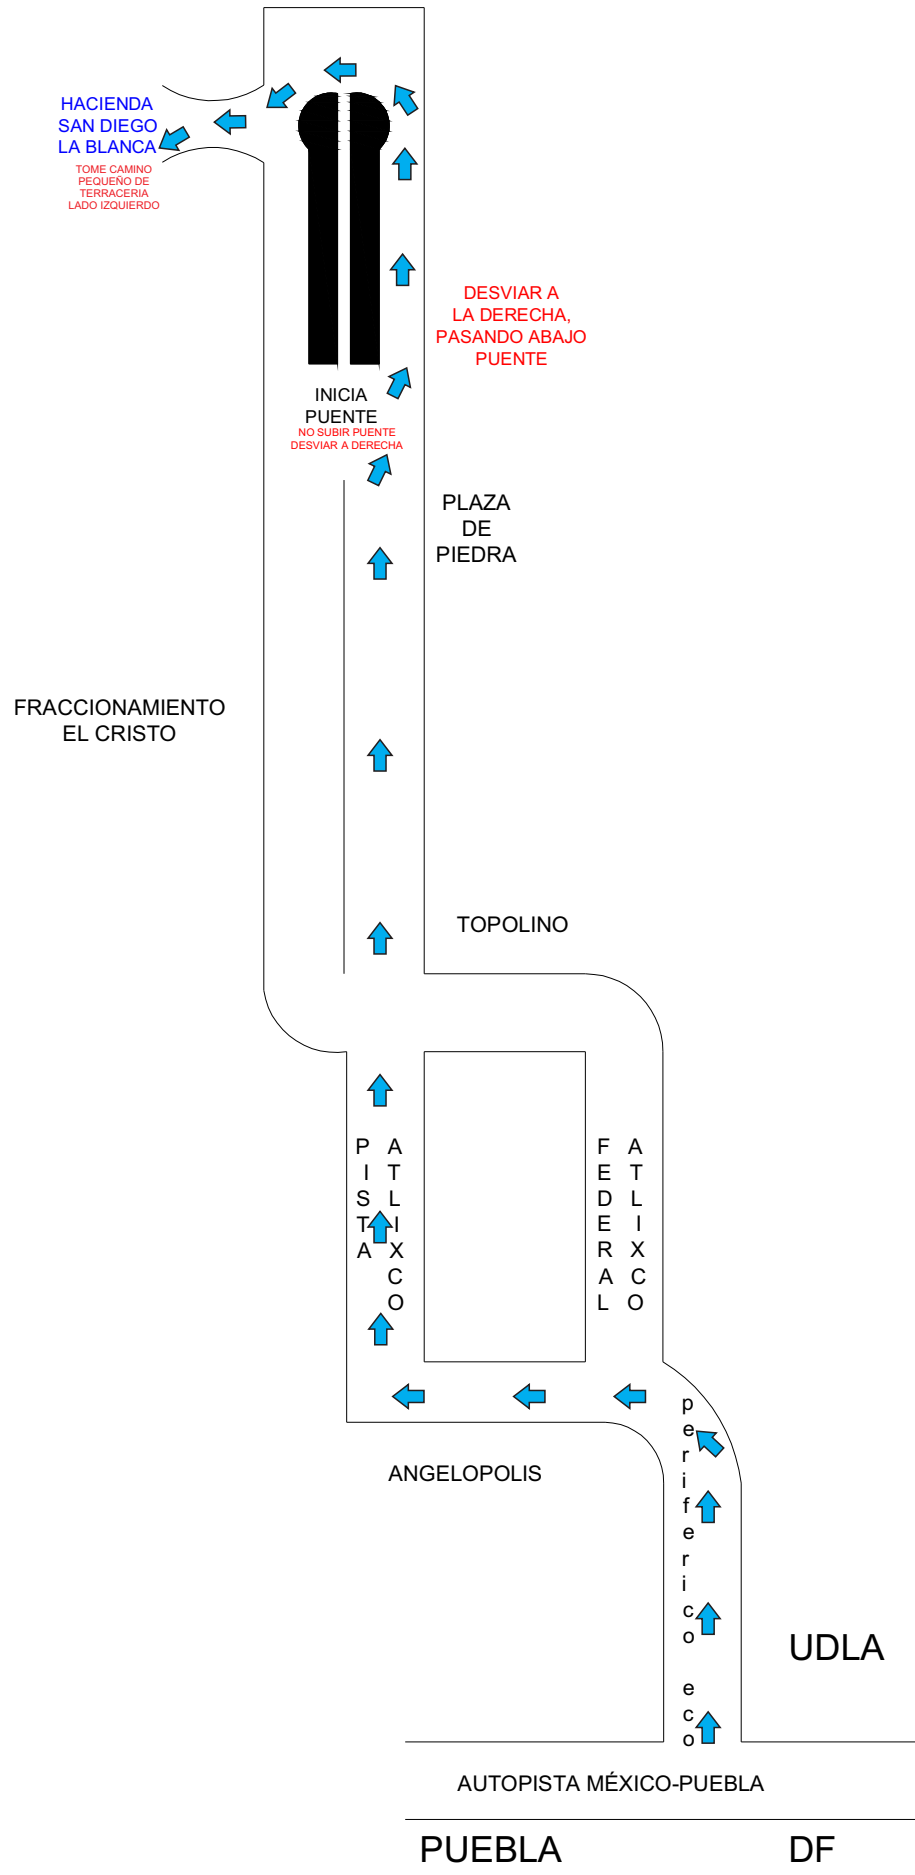 HACIENDA
SAN DIEGO
LA BLANCA
TOME CAMINO
PEQUEÑO DE
TERRACERIA
LADO IZQUIERDO
DESVIAR A
LA DERECHA,
PASANDO ABAJO
PUENTE
INICIA
PUENTE
NO SUBIR PUENTE
DESVIAR A DERECHA
PLAZA
DE
PIEDRA
FRACCIONAMIENTO
EL CRISTO
TOPOLINO
PISTA
ATLIXCO
FEDERAL
ATLIXCO
periferico eco
ANGELOPOLIS
UDLA
AUTOPISTA MÉXICO-PUEBLA
PUEBLA
DF